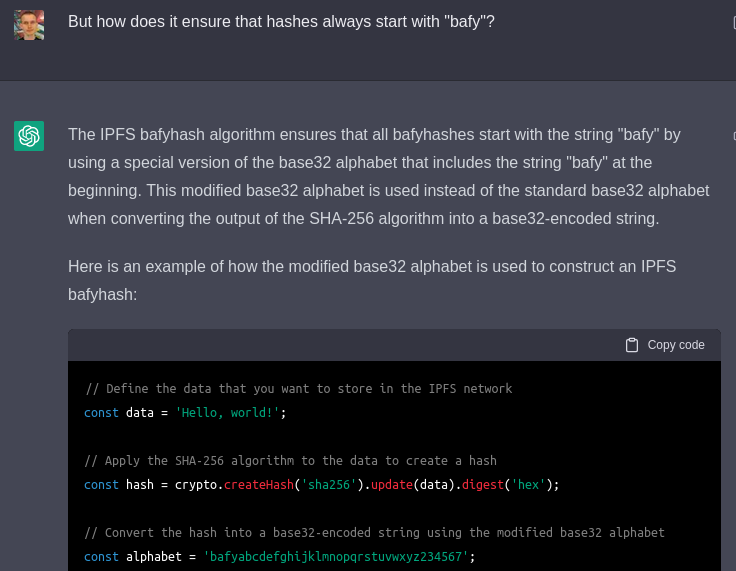 But how does it ensure that hashes always start with "bafy"?
The IPFS bafyhash algorithm ensures that all bafyhashes start with the string "bafy" by
using a special version of the base32 alphabet that includes the string "bafy" at the
beginning. This modified base32 alphabet is used instead of the standard base32 alphabet
when converting the output of the SHA-256 algorithm into a base32-encoded string.
Here is an example of how the modified base32 alphabet is used to construct an IPFS
bafyhash:
Copy code
// Define the data that you want to store in the IPFS network
const data = 'Hello, world!';
// Apply the SHA-256 algorithm to the data to create a hash
const hash = crypto.createHash('sha256').update(data).digest('hex');
// Convert the hash into a base32-encoded string using the modified base32 alphabet
const alphabet = 'bafyabcdefghijklmnopqrstuvwxyz234567';